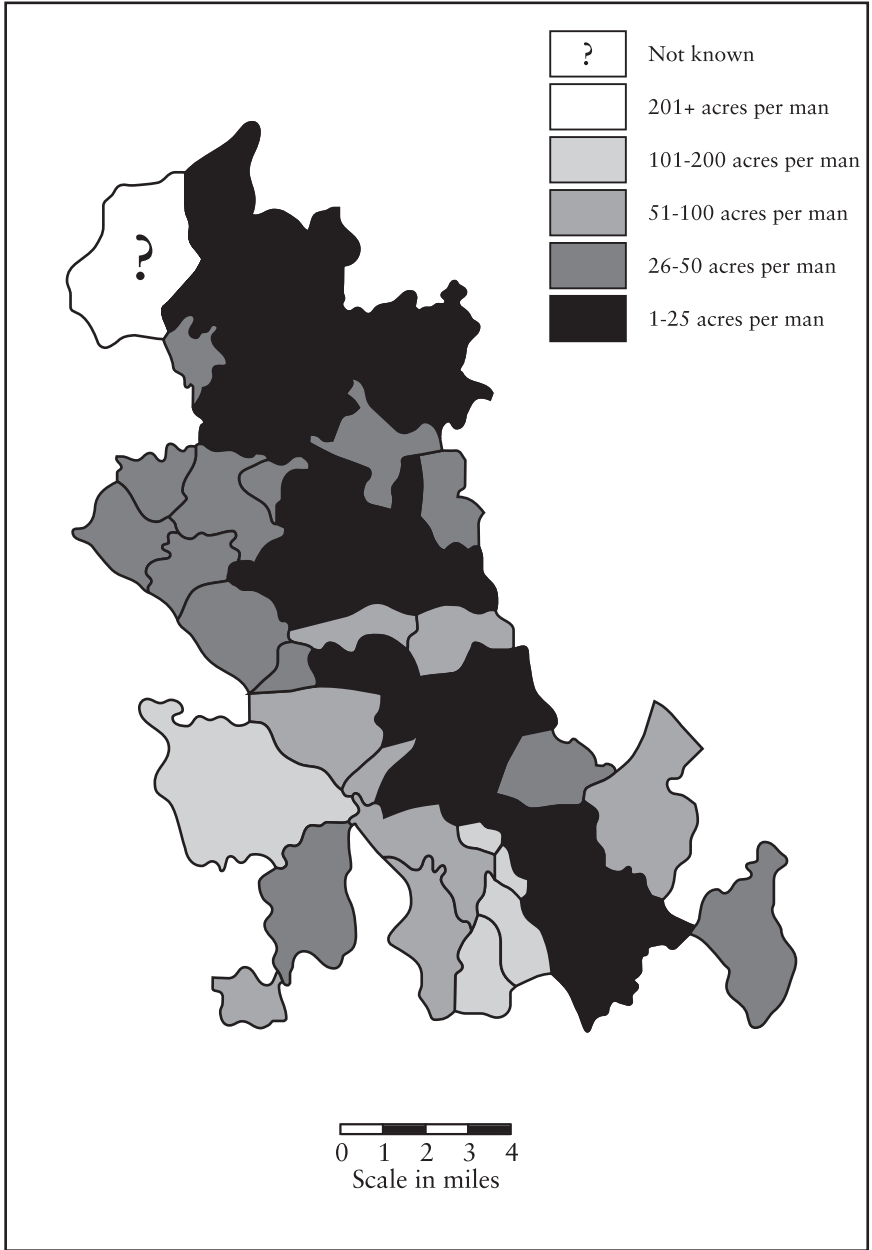 ?
Not known
201+ acres per man
101-200 acres per man
51-100 acres per man
26-50 acres per man
1-25 acres per man
?
0 1 2 3 4
Scale in miles